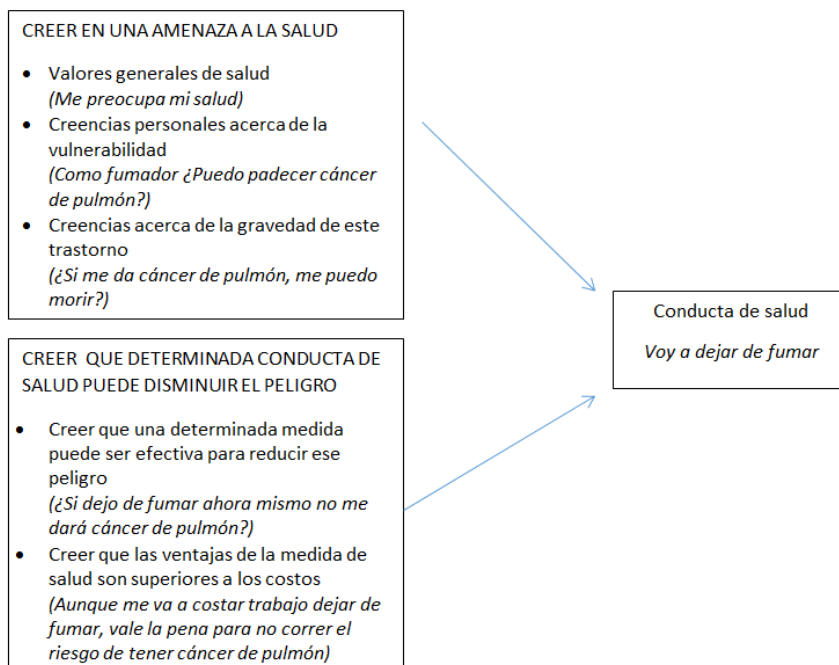 CREER EN UNA AMENAZA A LA SALUD
• Valores generales de salud
(Me preocupa mi salud)
• Creencias personales acerca de la
vulnerabilidad
(Como fumador ¿Puedo padecer cáncer
de pulmón?)
• Creencias acerca de la gravedad de este
trastorno
(¿Si me da cáncer de pulmón, me puedo
morir?)
CREER QUE DETERMINADA CONDUCTA DE
SALUD PUEDE DISMINUIR EL PELIGRO
• Creer que una determinada medida
puede ser efectiva para reducir ese
peligro
(¿Si dejo de fumar ahora mismo no me
dará cáncer de pulmón?)
• Creer que las ventajas de la medida de
salud son superiores a los costos
(Aunque me va a costar trabajo dejar de
fumar, vale la pena para no correr el
riesgo de tener cáncer de pulmón)
Conducta de salud
Voy a dejar de fumar